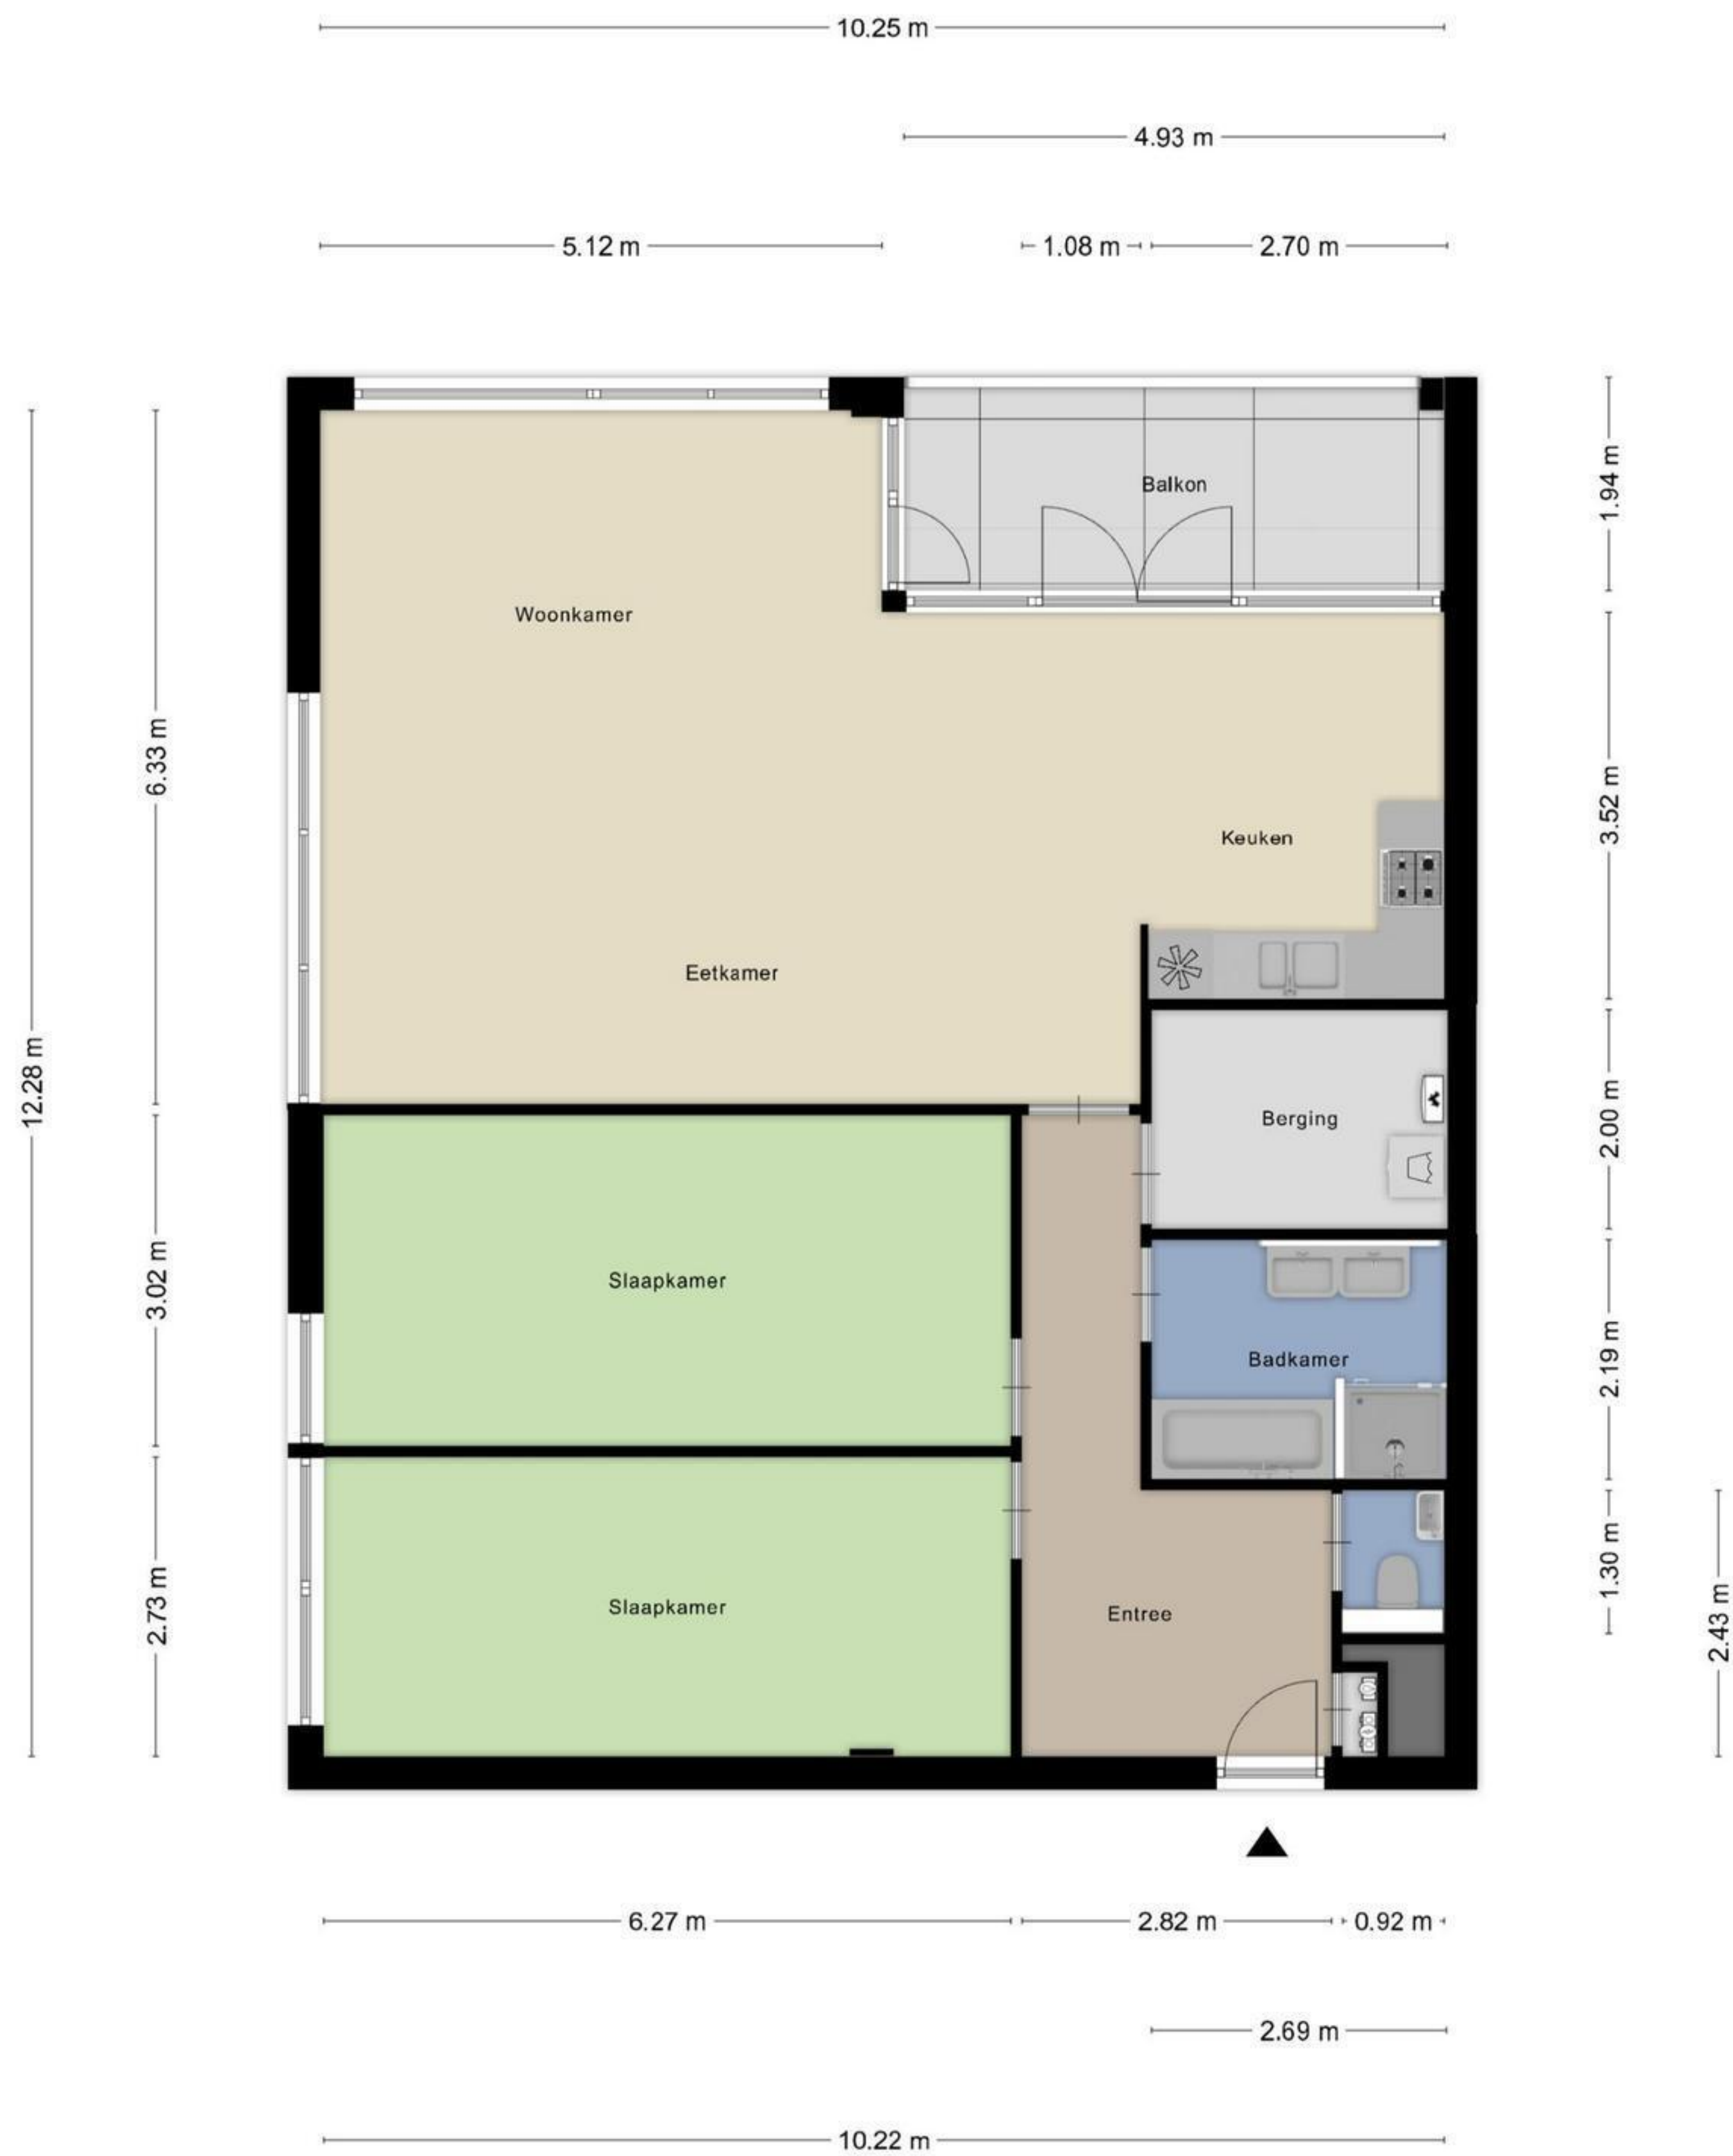 10.25 m
4.93 m
5.12 m
1.08 m
2.70 m
Balkon
1.94 m
Woonkamer
6.33 m
3.52 m
Keuken
Eetkamer
12.28 m
Berging
2.00 m
Slaapkamer
3.02 m
Badkamer
2.19 m
Slaapkamer
2.73 m
Entree
1.30 m
2.43 m
6.27 m
2.82 m
0.92 m
2.69 m
10.22 m